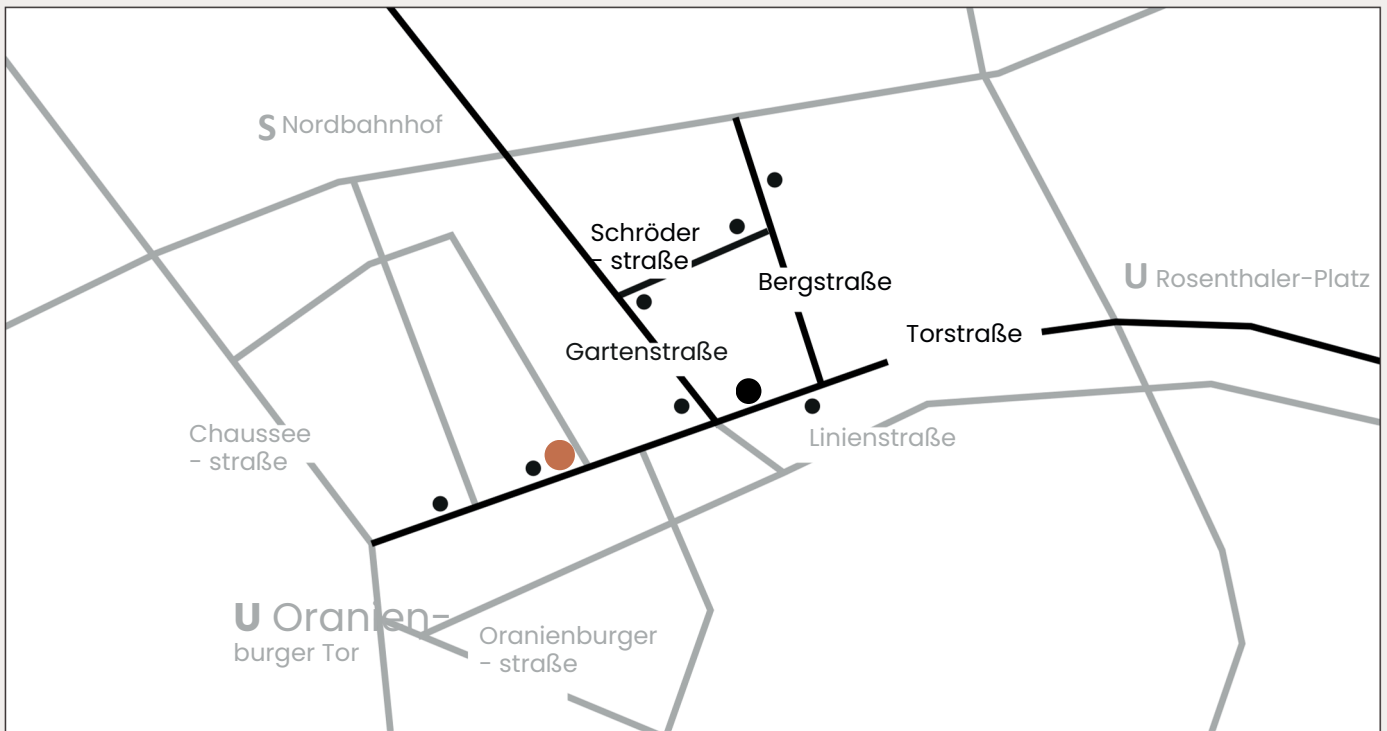 S Nordbahnhof
Schröder
- straße
Bergstraße
U Rosenthaler-Platz
Torstraße
Gartenstraße
Chaussee
- straße
Linienstraße
U Oranien-
burger Tor
Oranienburger
- straße